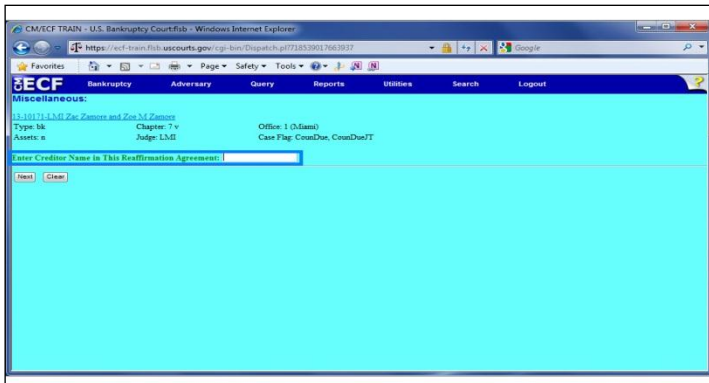 CM/ECF TRAIN - U.S. Bankruptcy Court:flsb - Windows Internet Explorer
https://ecf-train.flsb.uscourts.gov/cgi-bin/Dispatch.pl?718539017663937
Google
Favorites Page Safety Tools
ECF Bankruptcy Adversary Query Reports Utilities Search Logout ?
Miscellaneous:
13-10171-LMI Zac Zamore and Zoe M Zamore
Type: bk Chapter: 7 v Office: 1 (Miami)
Assets: n Judge: LMI Case Flag: CounDue, CounDueJT
Enter Creditor Name in This Reaffirmation Agreement:
Next Clear